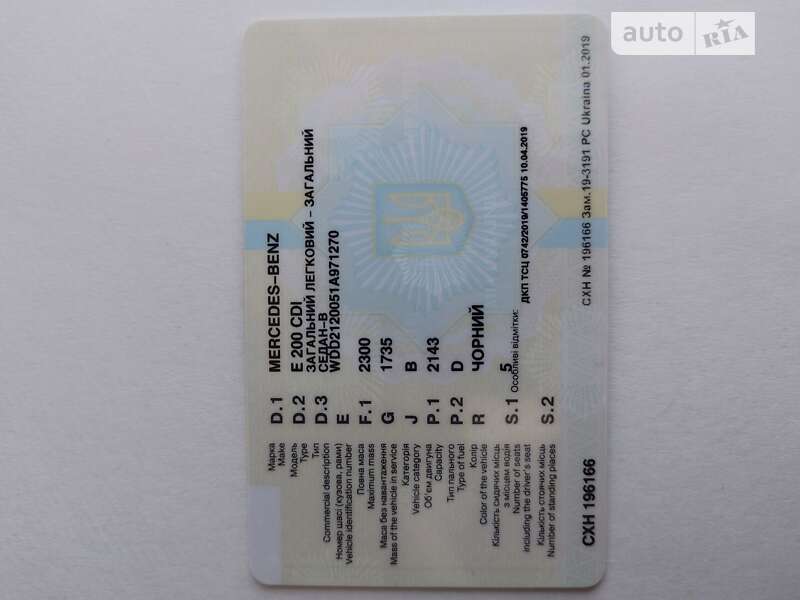 auto RIA
Марка
Make
D.1 MERCEDES-BENZ
Модель
Type
D.2 E 200 CDI
Тип
Commercial description
D.3 ЗАГАЛЬНИЙ ЛЕГКОВИЙ - ЗАГАЛЬНИЙ
СЕДАН-B
Номер шасі (кузова, рами)
Vehicle identification number
E WDD2120051A971270
Повна маса
Maximum mass
F.1 2300
Маса без навантаження
Mass of the vehicle in service
G 1735
Категорія
Vehicle category
J B
Об'єм двигуна
Capacity
P.1 2143
Тип пального
Type of fuel
P.2 D
Колір
Color of the vehicle
R ЧОРНИЙ
Кількість сидячих місць
з місцем водія
Number of seats
including the driver's seat
S.1 5
Особливі відмітки:
ДКП ТСЦ 0742/2019/1405775 10.04.2019
Кількість стоячих місць
Number of standing places
S.2
СХН 196166
СХН № 196166 Зам.19-3191 PC Ukraina 01.2019